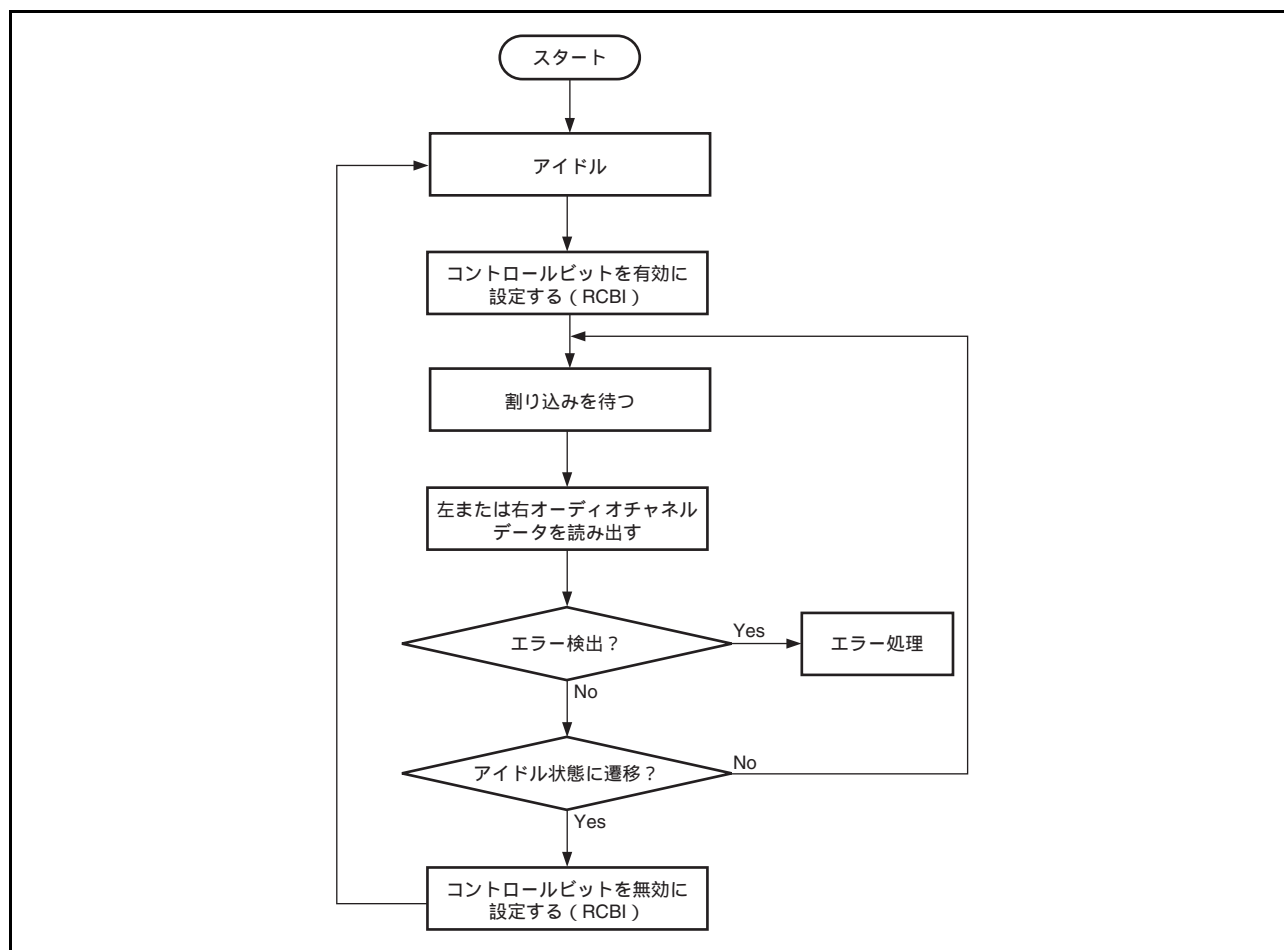 スタート
アイドル
コントロールビットを有効に
設定する（RCBI）
割り込みを待つ
左または右オーディオチャネル
データを読み出す
エラー検出？
Yes
エラー処理
No
アイドル状態に遷移？
No
Yes
コントロールビットを無効に
設定する（RCBI）